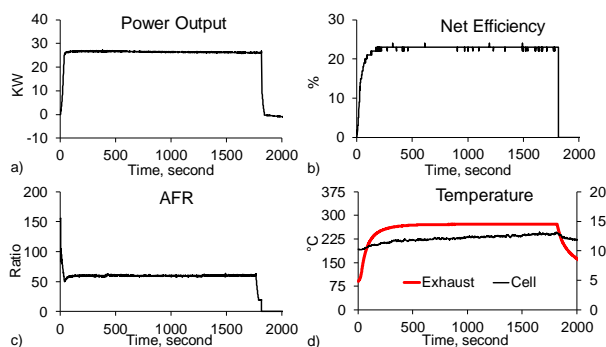 Power Output
KW
40
30
20
10
0
-10
0 500 1000 1500 2000
Time, second
a)
Net Efficiency
%
30
20
10
0
0 500 1000 1500 2000
Time, second
b)
AFR
Ratio
200
150
100
50
0
0 500 1000 1500 2000
Time, second
c)
Temperature
°C
375
300
225
150
75
0
20
15
10
5
0
Exhaust Cell
0 500 1000 1500 2000
Time, second
d)